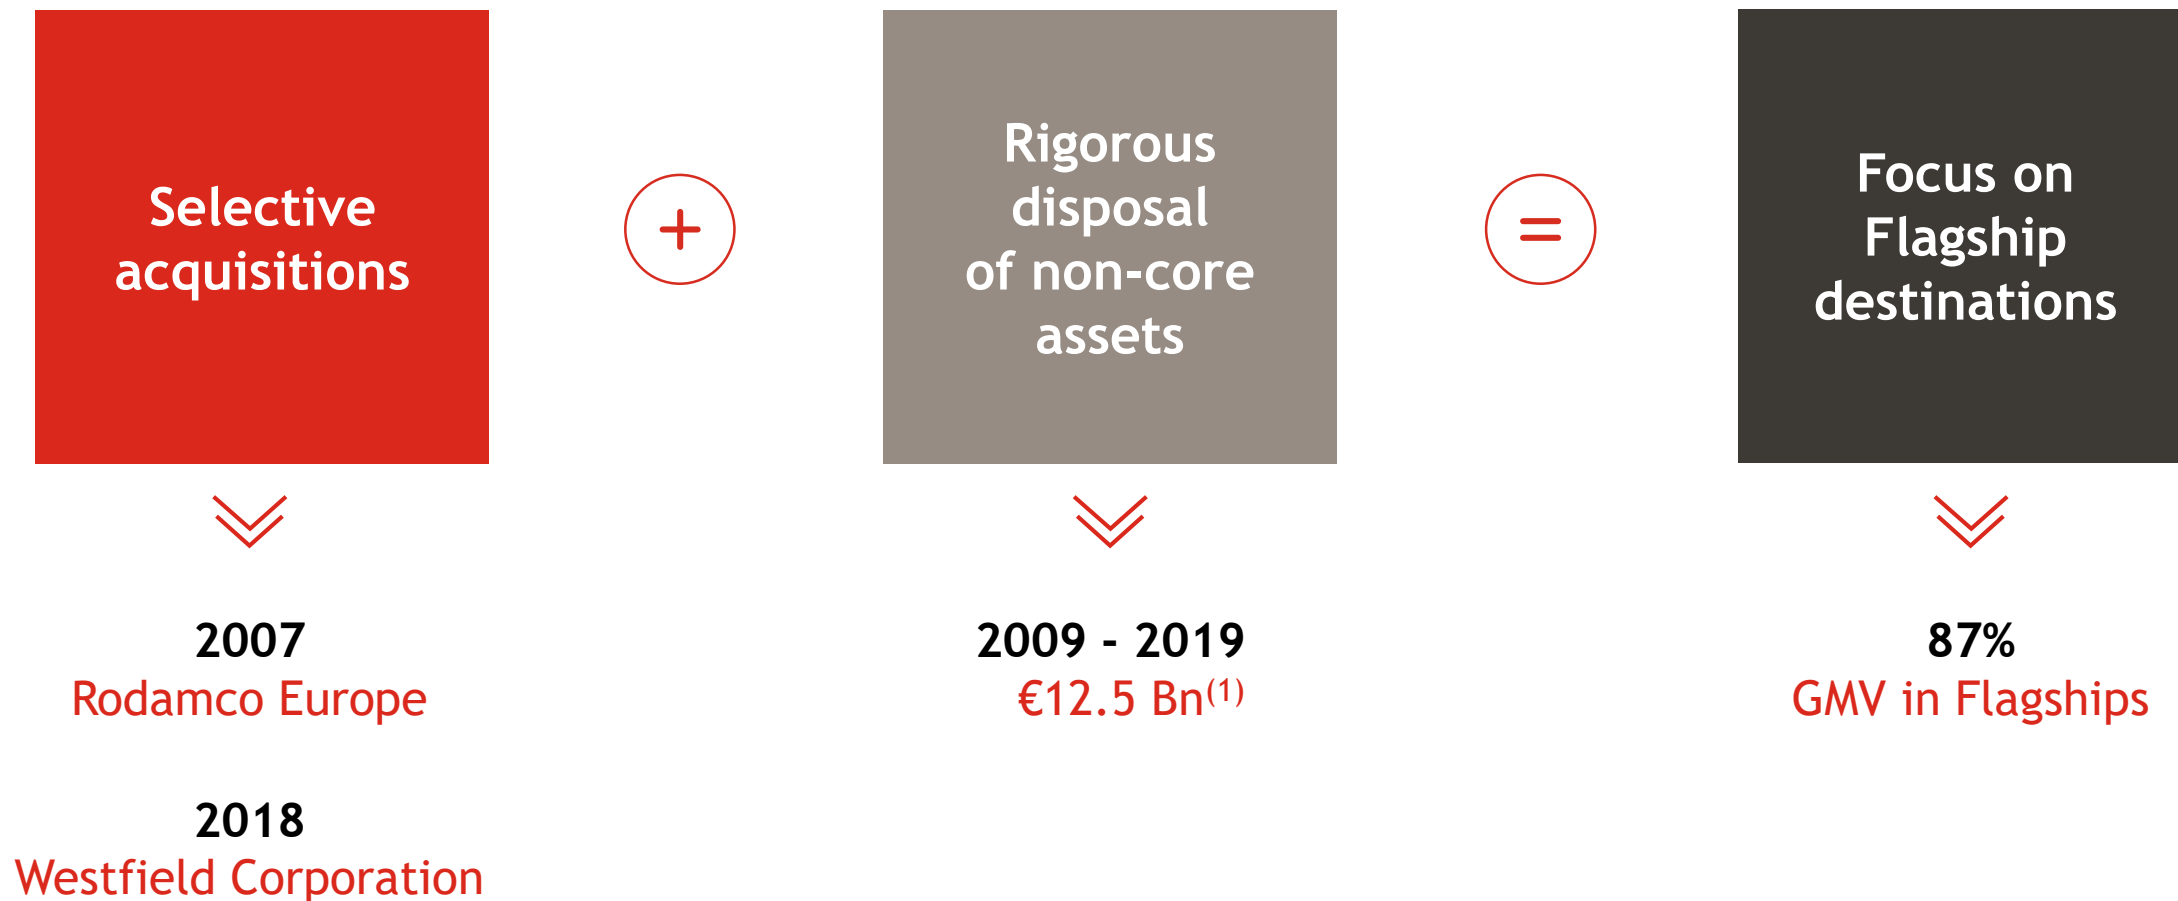 Selective
acquisitions
+
Rigorous
disposal
of non-core
assets
=
Focus on
Flagship
destinations
2007
Rodamco Europe
2018
Westfield Corporation
2009 - 2019
€12.5 Bn(1)
87%
GMV in Flagships